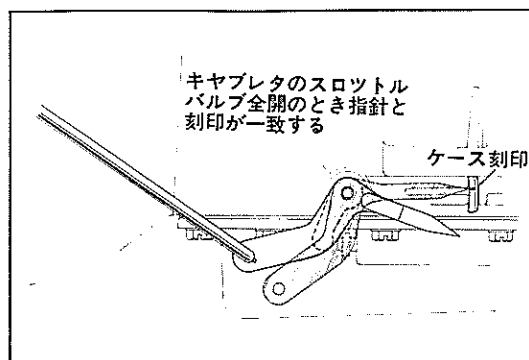 キヤブレタのスロツトル
バルブ全開のとき指針と
刻印が一致する
ケース刻印